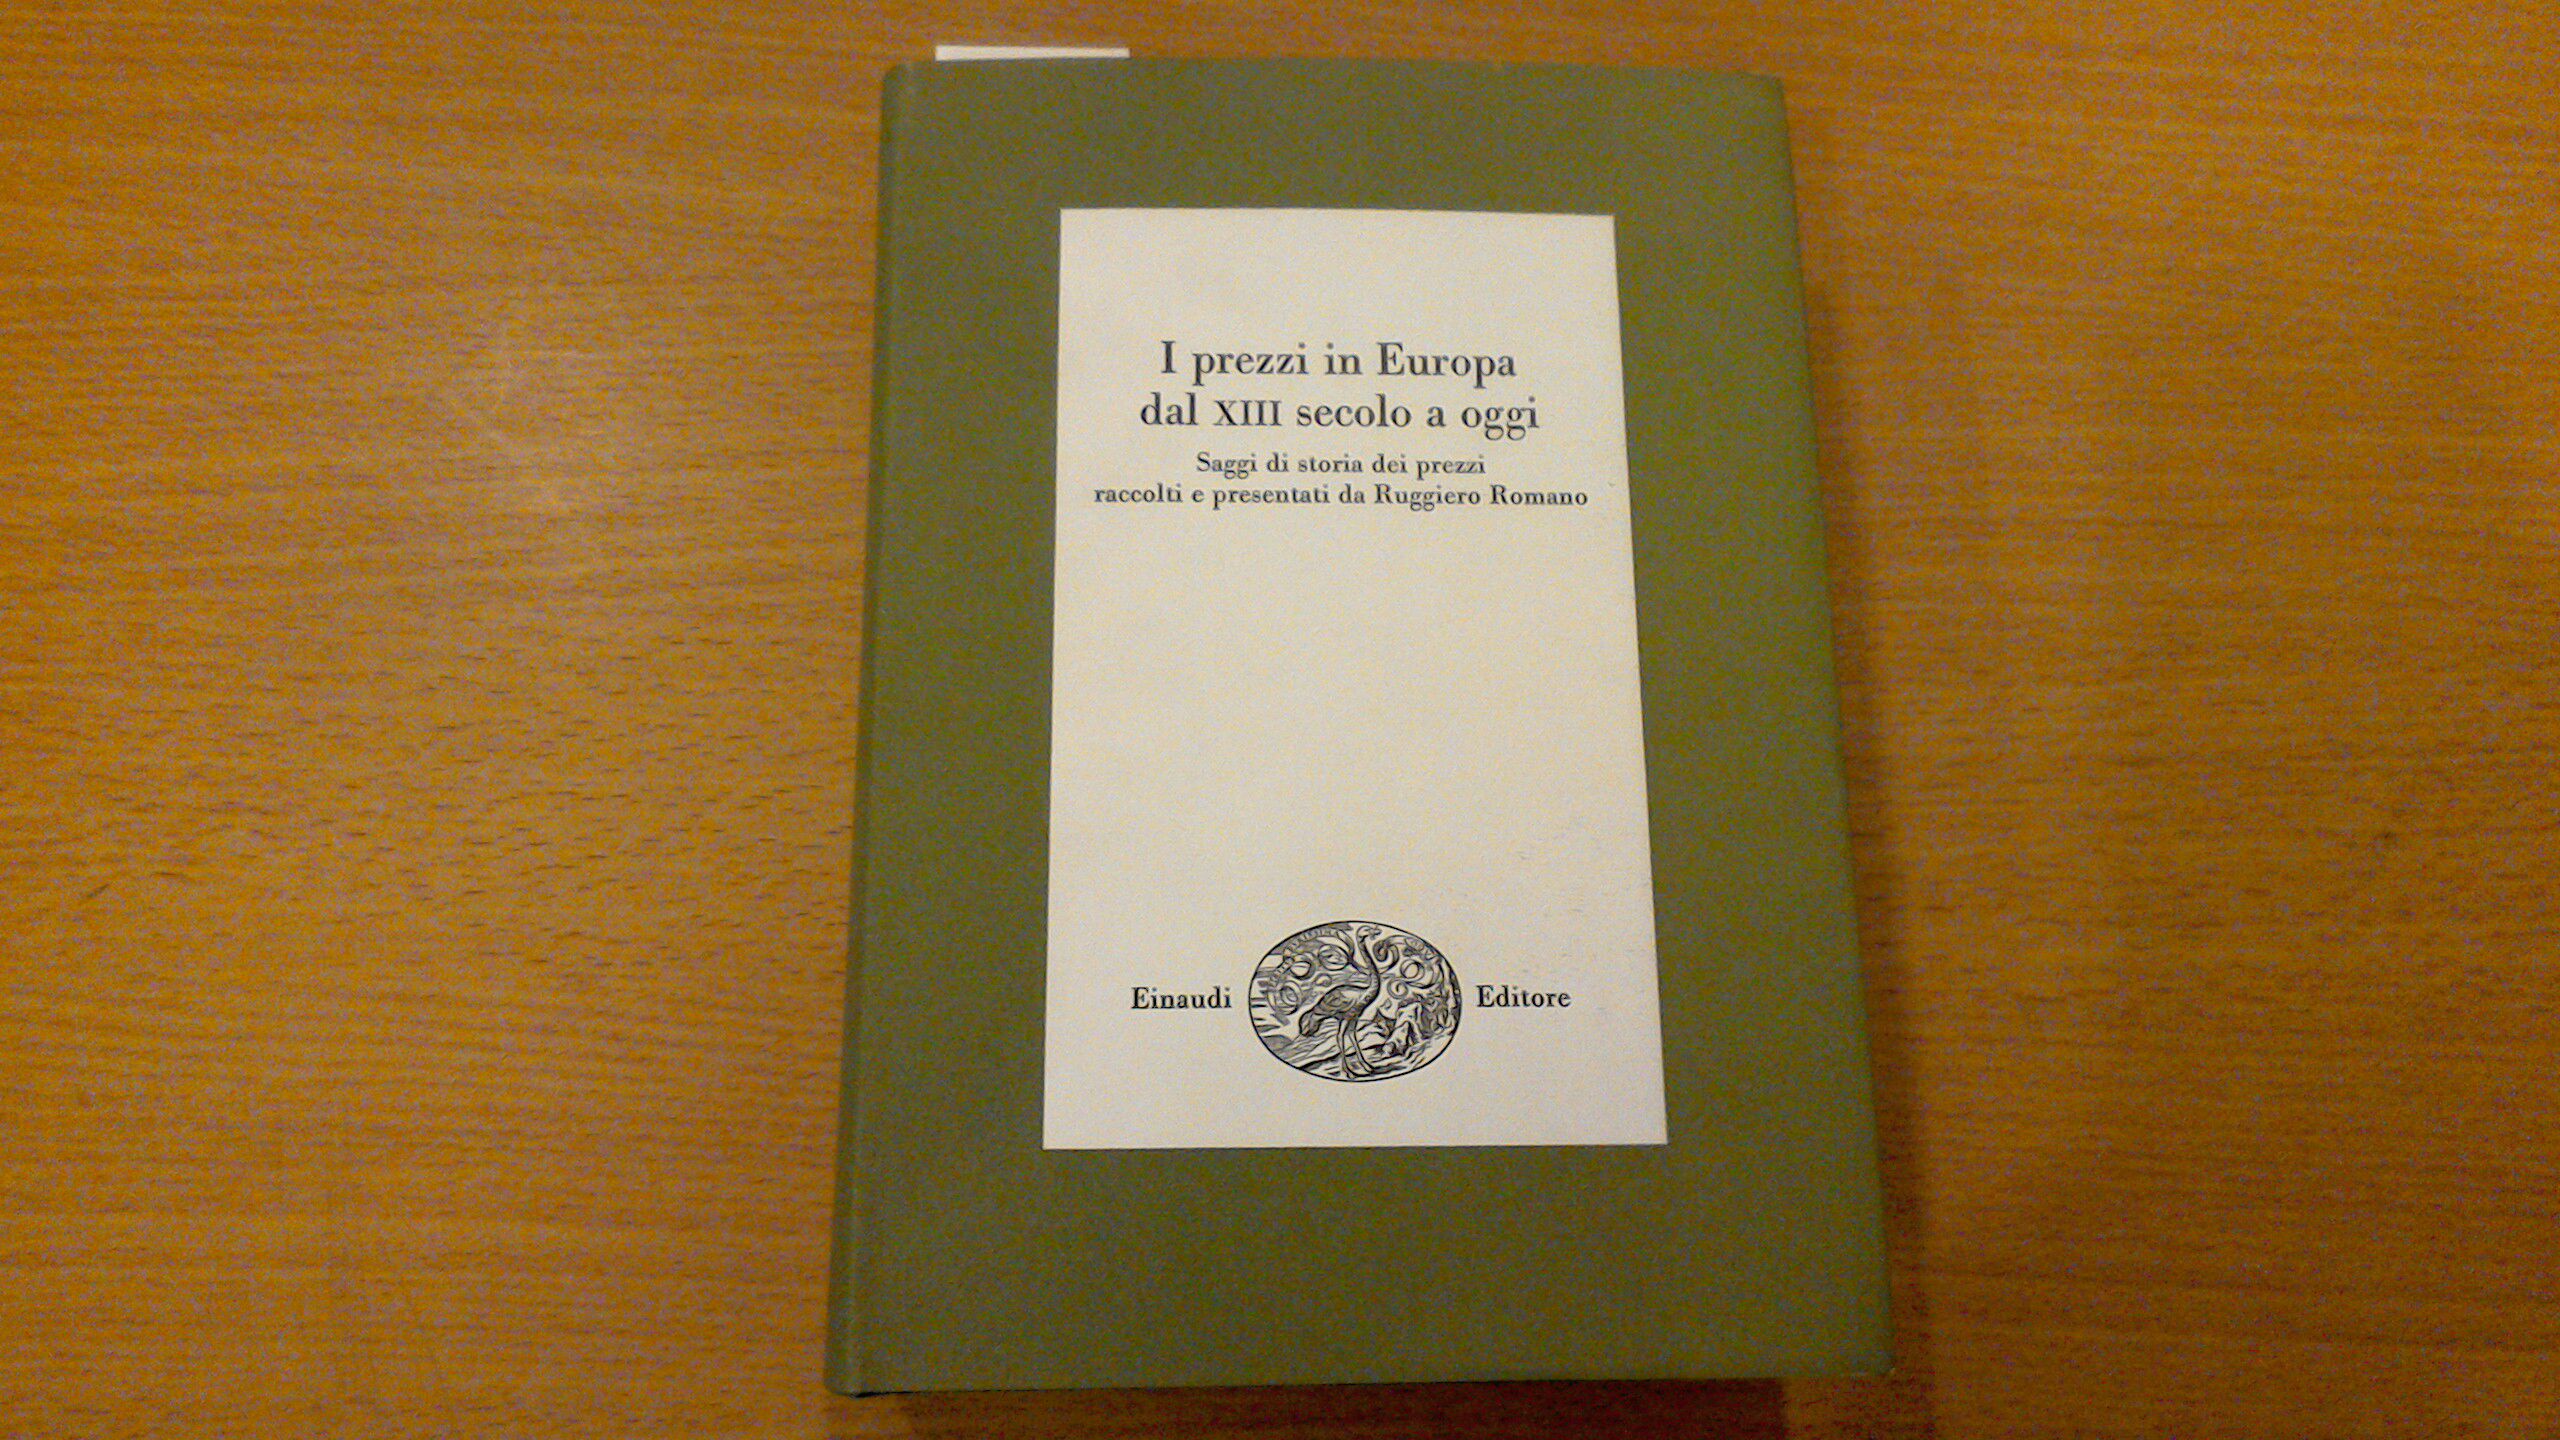 I prezzi in Europa
dal XIII secolo a oggi
Saggi di storia dei prezzi
raccolti e presentati da Ruggiero Romano
Einaudi Editore